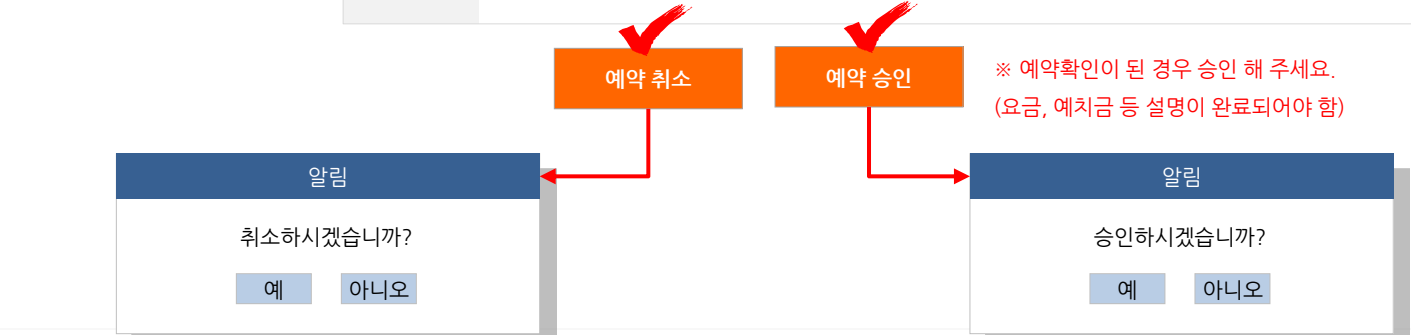 예약 취소
예약 승인
※ 예약확인이 된 경우 승인 해 주세요.
(요금, 예치금 등 설명이 완료되어야 함)
알림
취소하시겠습니까?
예
아니오
알림
승인하시겠습니까?
예
아니오